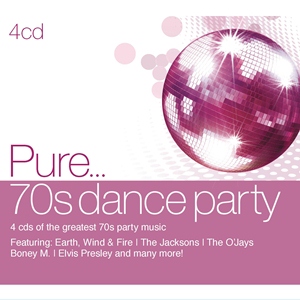 4cd
Pure...
70s dance party
4 cds of the greatest 70s party music
Featuring: Earth, Wind & Fire | The Jacksons | The O'Jays
Boney M. | Elvis Presley and many more!